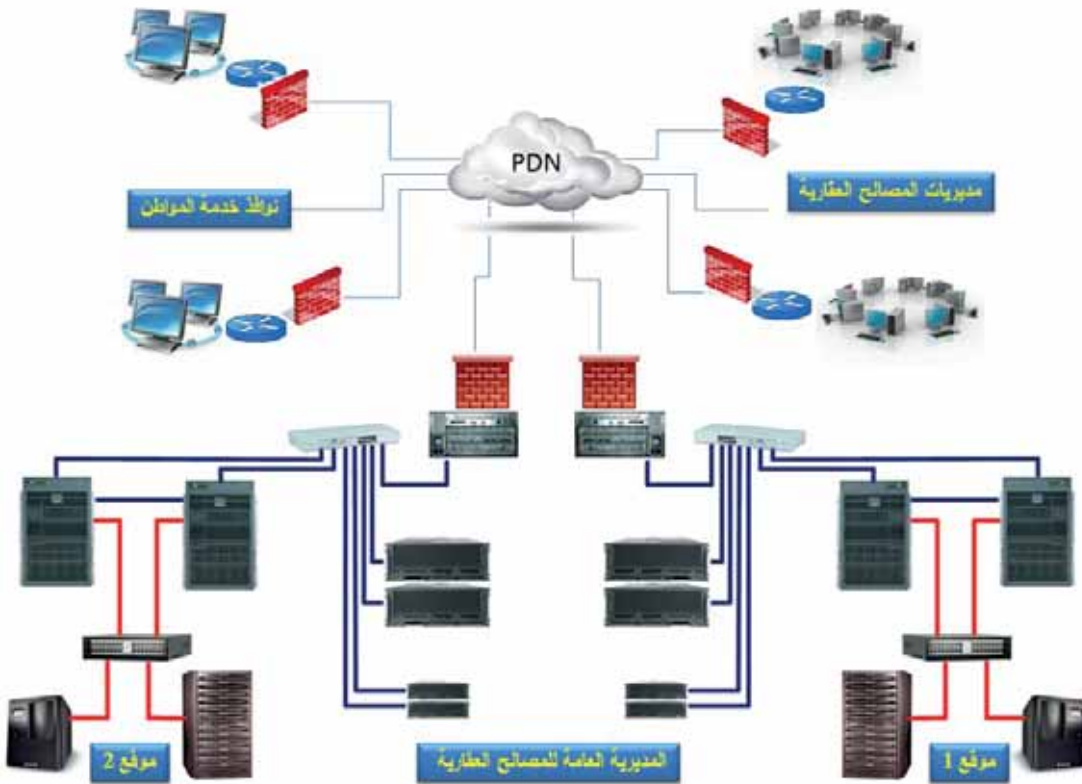 PDN
مديريات المصالح العقارية
نوافذ خدمة المواطن
موقع 1
المديرية العامة للمصالح العقارية
موقع 2